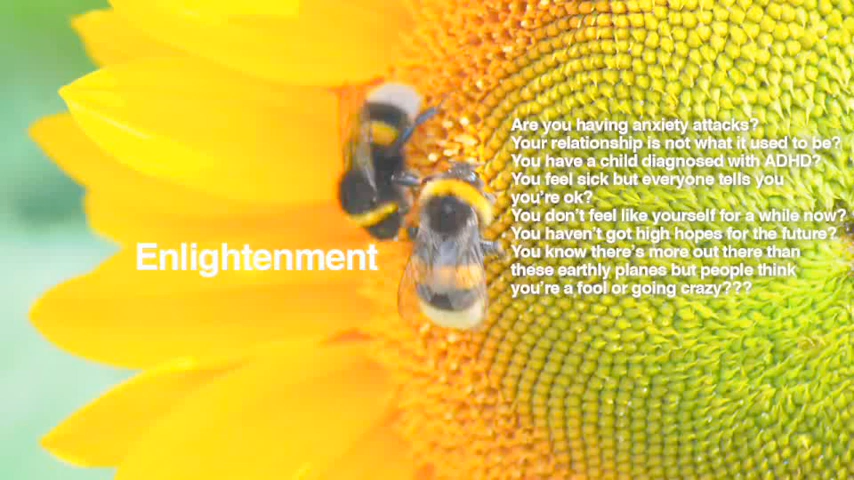 Enlightenment
Are you having anxiety attacks?
Your relationship is not what it used to be?
You have a child diagnosed with ADHD?
You feel sick but everyone tells you
you're ok?
You don't feel like yourself for a while now?
You haven't got high hopes for the future?
You know there's more out there than
these earthly planes but people think
you're a fool or going crazy???